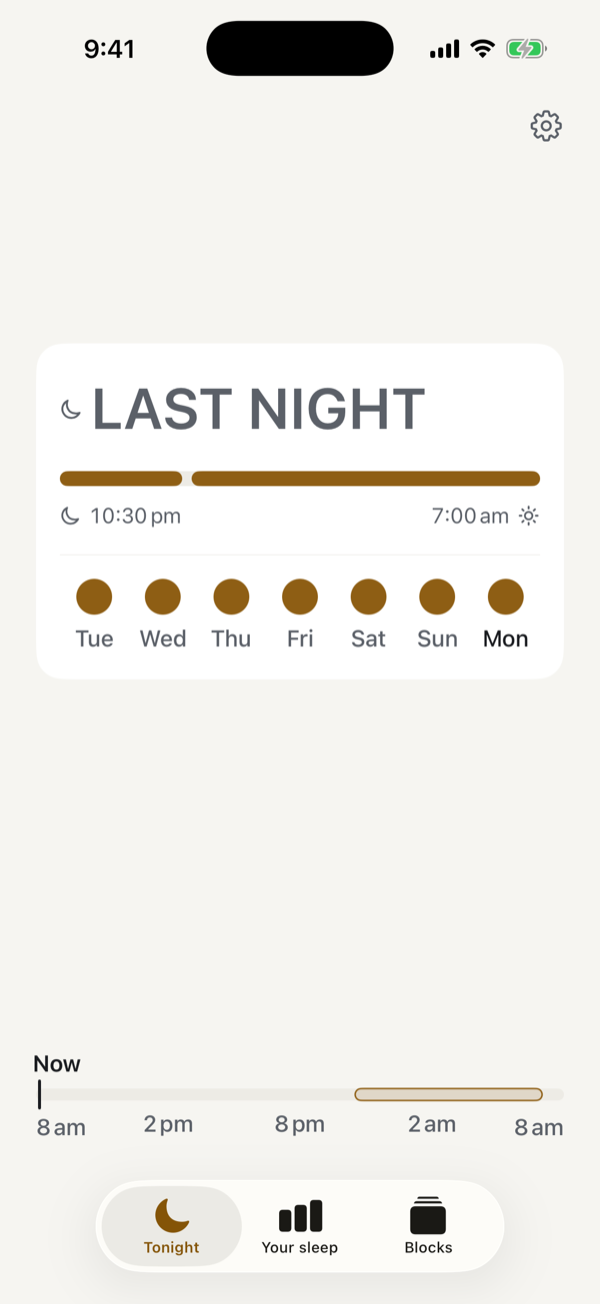 9:41
LAST NIGHT
10:30 pm 7:00 am
Tue Wed Thu Fri Sat Sun Mon
Now
8 am 2 pm 8 pm 2 am 8 am
Tonight Your sleep Blocks